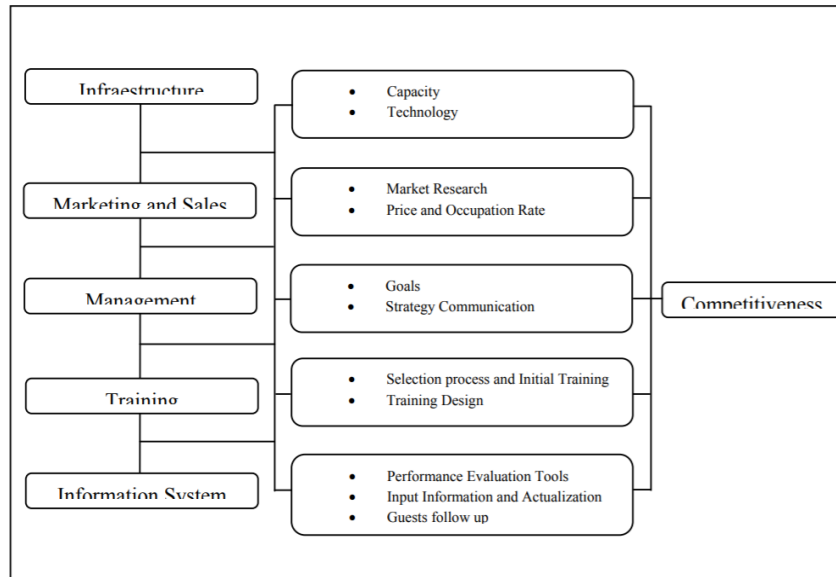 Infraestructure
Marketing and Sales
Management
Training
Information System
• Capacity
• Technology
• Market Research
• Price and Occupation Rate
• Goals
• Strategy Communication
• Selection process and Initial Training
• Training Design
• Performance Evaluation Tools
• Input Information and Actualization
• Guests follow up
Competitiveness